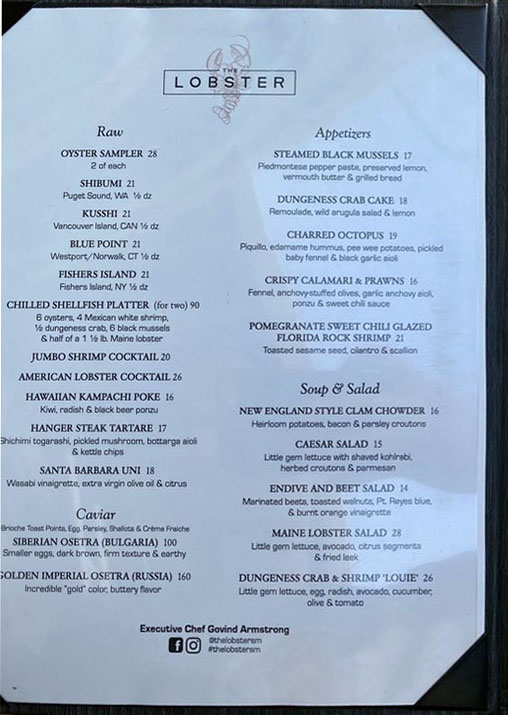 THE
LOBSTER
Raw
OYSTER SAMPLER 28
2 of each
SHIBUMI 21
Puget Sound, WA ½ dz
KUSSHI 21
Vancouver Island, CAN ½ dz
BLUE POINT 21
Westport/Norwalk, CT ½ dz
FISHERS ISLAND 21
Fishers Island, NY ½ dz
CHILLED SHELLFISH PLATTER (for two) 90
6 oysters, 4 Mexican white shrimp,
½ dungeness crab, 6 black mussels
& half of a 1 ½ lb. Maine lobster
JUMBO SHRIMP COCKTAIL 20
AMERICAN LOBSTER COCKTAIL 26
HAWAIIAN KAMPACHI POKE 16
Kiwi, radish & black beer ponzu
HANGER STEAK TARTARE 17
Shichimi togarashi, pickled mushroom, bottarga aioli
& kettle chips
SANTA BARBARA UNI 18
Wasabi vinaigrette, extra virgin olive oil & citrus
Caviar
Brioche Toast Points, Egg, Parsley, Shallots & Crème Fraiche
SIBERIAN OSETRA (BULGARIA) 100
Smaller eggs, dark brown, firm texture & earthy
GOLDEN IMPERIAL OSETRA (RUSSIA) 160
Incredible "gold" color, buttery flavor
Appetizers
STEAMED BLACK MUSSELS 17
Piedmontese pepper paste, preserved lemon,
vermouth butter & grilled bread
DUNGENESS CRAB CAKE 18
Remoulade, wild arugula salad & lemon
CHARRED OCTOPUS 19
Piquillo, edamame hummus, pee wee potatoes, pickled
baby fennel & black garlic aioli
CRISPY CALAMARI & PRAWNS 16
Fennel, anchovy-stuffed olives, garlic anchovy aioli,
ponzu & sweet chili sauce
POMEGRANATE SWEET CHILI GLAZED
FLORIDA ROCK SHRIMP 21
Toasted sesame seed, cilantro & scallion
Soup & Salad
NEW ENGLAND STYLE CLAM CHOWDER 16
Heirloom potatoes, bacon & parsley croutons
CAESAR SALAD 15
Little gem lettuce with shaved kohlrabi,
herbed croutons & parmesan
ENDIVE AND BEET SALAD 14
Marinated beets, toasted walnuts, Pt. Reyes blue,
& burnt orange vinaigrette
MAINE LOBSTER SALAD 28
Little gem lettuce, avocado, citrus segments
& fried leek
DUNGENESS CRAB & SHRIMP 'LOUIE' 26
Little gem lettuce, egg, radish, avocado, cucumber,
olive & tomato
Executive Chef Govind Armstrong
@thelobstersm
#thelobstersm